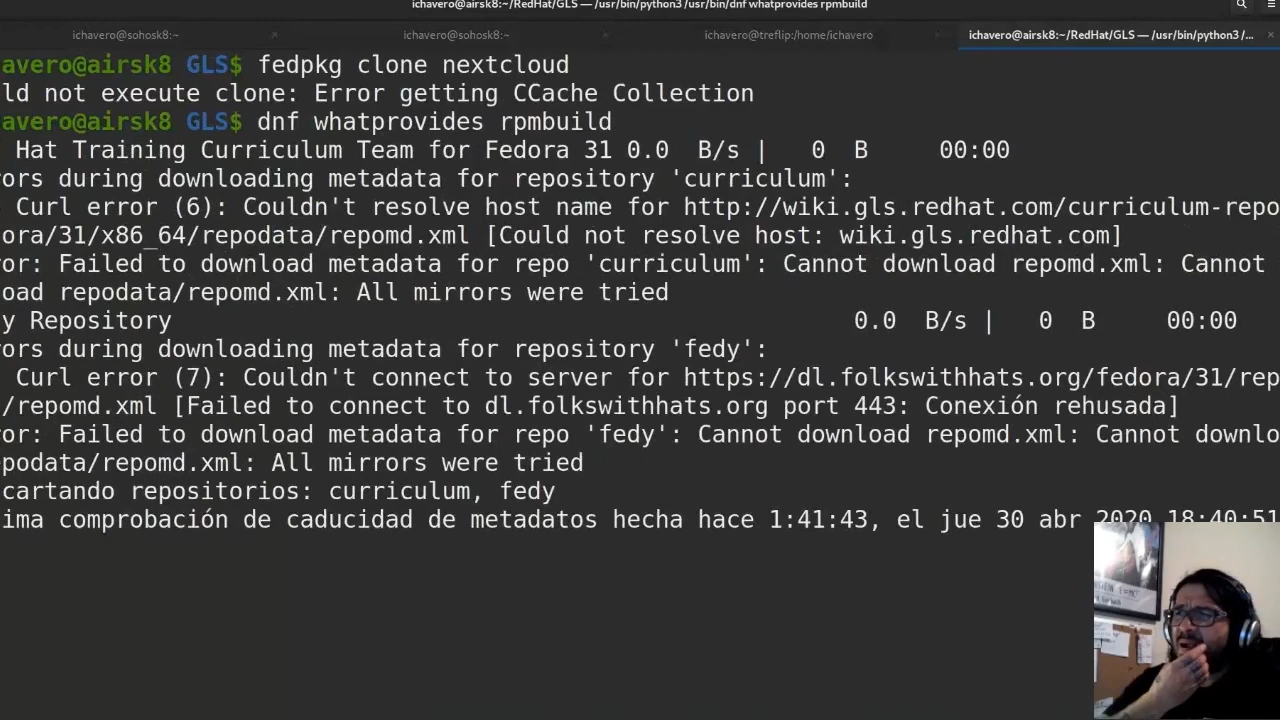 ichavero@airsk8:~/RedHat/GLS — /usr/bin/python3 /usr/bin/dnf whatprovides rpmbuild
ichavero@sohosk8:~ ichavero@sohosk8:~ ichavero@treflip:/home/ichavero ichavero@airsk8:~/RedHat/GLS — /usr/bin/python3 /...
avero@airsk8 GLS$ fedpkg clone nextcloud
ld not execute clone: Error getting CCache Collection
avero@airsk8 GLS$ dnf whatprovides rpmbuild
Hat Training Curriculum Team for Fedora 31 0.0 B/s | 0 B 00:00
ors during downloading metadata for repository 'curriculum':
Curl error (6): Couldn't resolve host name for http://wiki.gls.redhat.com/curriculum-repo
ora/31/x86_64/repodata/repomd.xml [Could not resolve host: wiki.gls.redhat.com]
or: Failed to download metadata for repo 'curriculum': Cannot download repomd.xml: Cannot
oad repodata/repomd.xml: All mirrors were tried
y Repository 0.0 B/s | 0 B 00:00
ors during downloading metadata for repository 'fedy':
Curl error (7): Couldn't connect to server for https://dl.folkswithhats.org/fedora/31/rep
/repomd.xml [Failed to connect to dl.folkswithhats.org port 443: Conexión rehusada]
or: Failed to download metadata for repo 'fedy': Cannot download repomd.xml: Cannot downlo
podata/repomd.xml: All mirrors were tried
cartando repositorios: curriculum, fedy
ima comprobación de caducidad de metadatos hecha hace 1:41:43, el jue 30 abr 2020 18:40:51